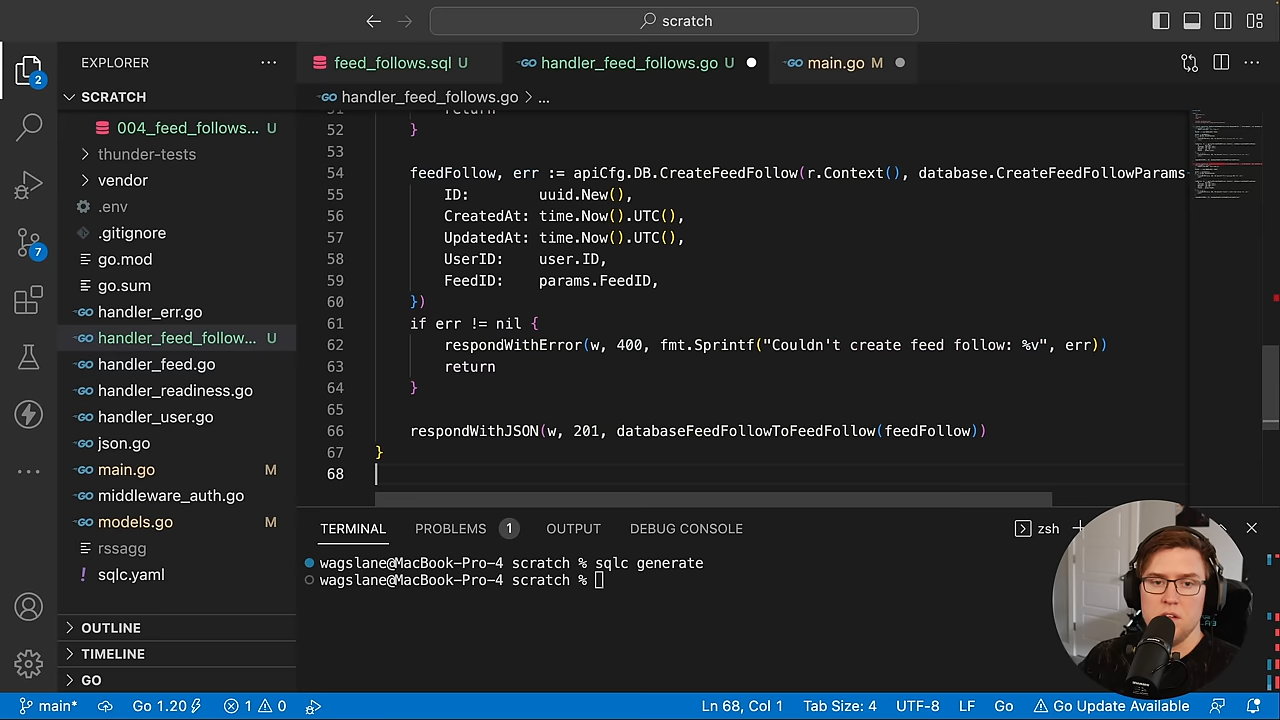 scratch
EXPLORER
feed_follows.sql U
handler_feed_follows.go U
main.go M
SCRATCH
handler_feed_follows.go > ...
004_feed_follows... U
thunder-tests
vendor
.env
.gitignore
go.mod
go.sum
handler_err.go
handler_feed_follow... U
handler_feed.go
handler_readiness.go
handler_user.go
json.go
main.go M
middleware_auth.go
models.go M
rssagg
sqlc.yaml
OUTLINE
TIMELINE
GO
2
7
return
52 }
53
54 feedFollow, err := apiCfg.DB.CreateFeedFollow(r.Context(), database.CreateFeedFollowParams
55 ID: uuid.New(),
56 CreatedAt: time.Now().UTC(),
57 UpdatedAt: time.Now().UTC(),
58 UserID: user.ID,
59 FeedID: params.FeedID,
60 })
61 if err != nil {
62 respondWithError(w, 400, fmt.Sprintf("Couldn't create feed follow: %v", err))
63 return
64 }
65
66 respondWithJSON(w, 201, databaseFeedFollowToFeedFollow(feedFollow))
67 }
68
TERMINAL PROBLEMS 1 OUTPUT DEBUG CONSOLE zsh
wagslane@MacBook-Pro-4 scratch % sqlc generate
wagslane@MacBook-Pro-4 scratch %
main* Go 1.20 1 0 Ln 68, Col 1 Tab Size: 4 UTF-8 LF Go Go Update Available